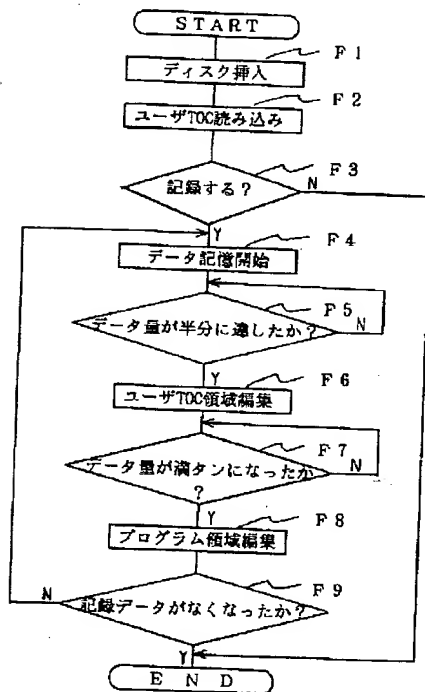 START
F1
ディスク挿入
F2
ユーザTOC読み込み
F3
記録する?
N
Y
F4
データ記憶開始
F5
データ量が半分に達したか?
N
Y
F6
ユーザTOC領域編集
F7
データ量が満タンになったか
?
N
Y
F8
プログラム領域編集
F9
記録データがなくなったか?
N
Y
END